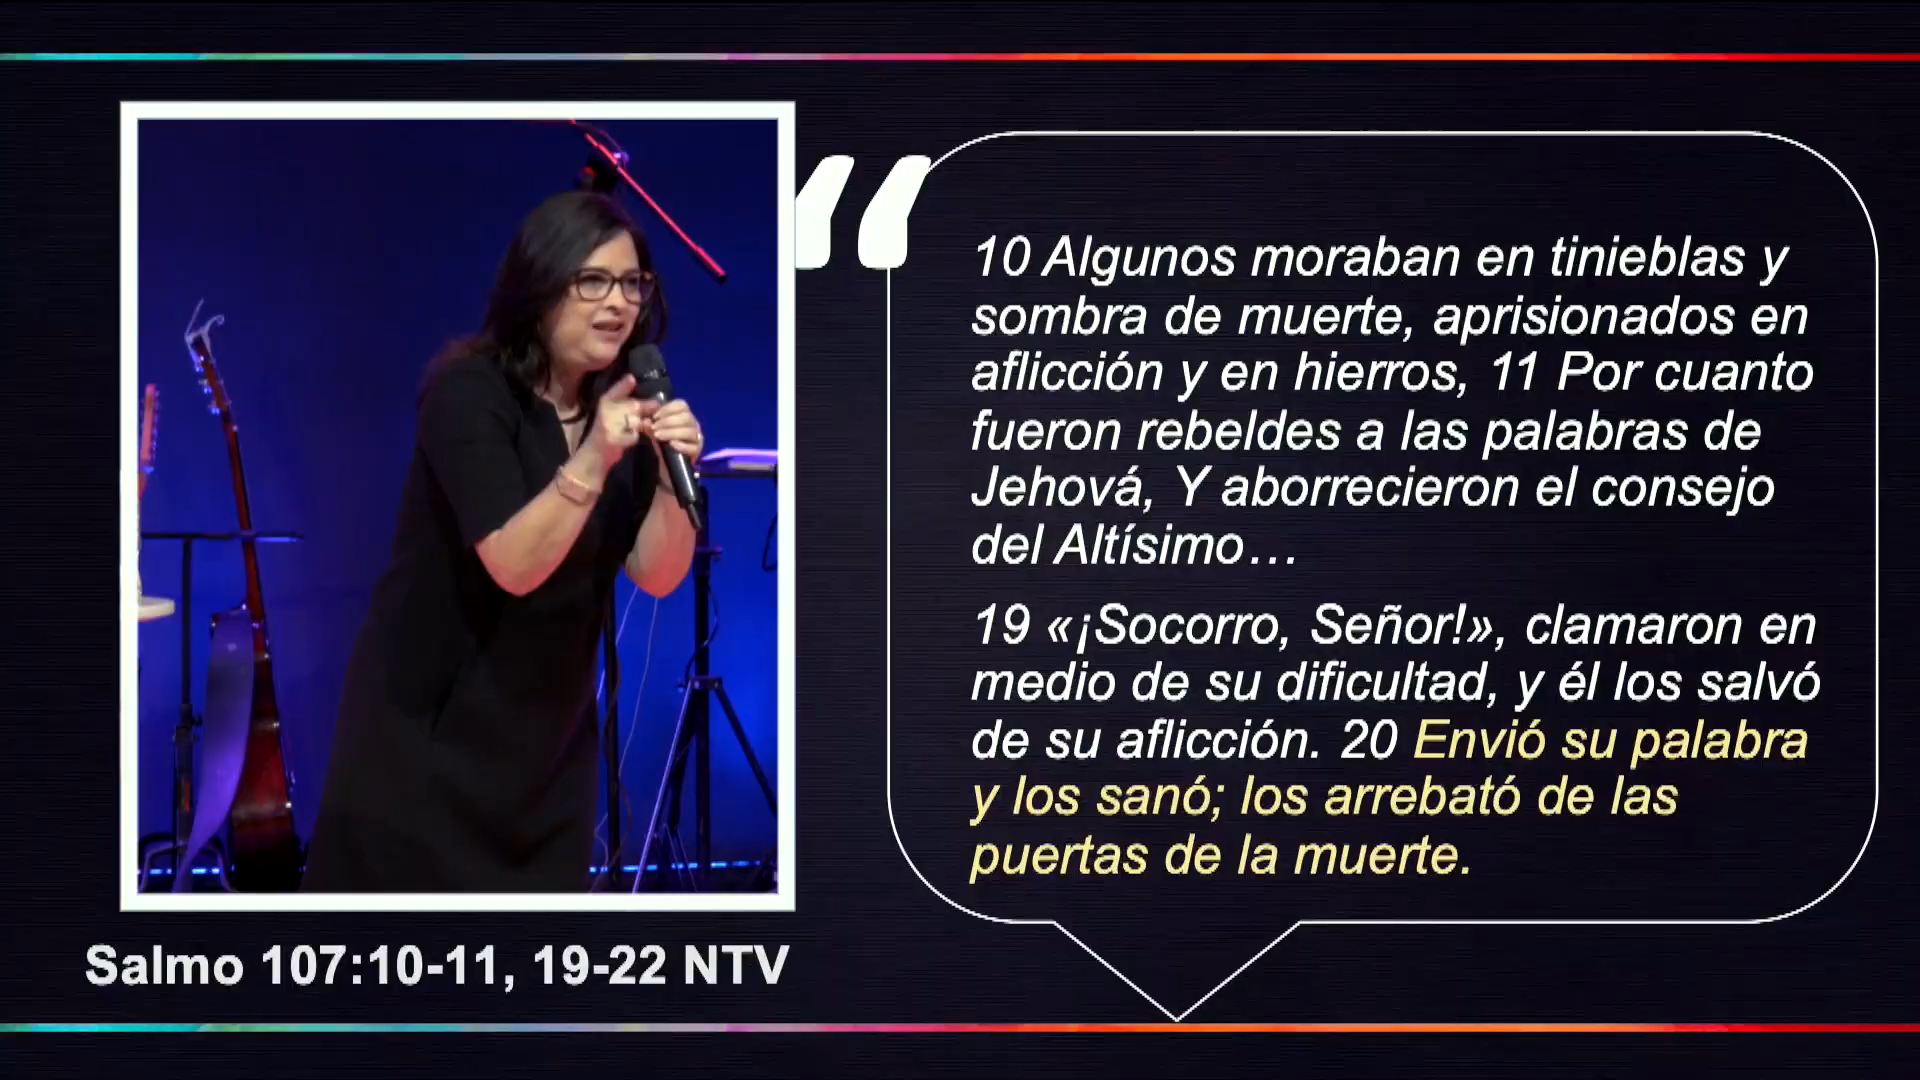 “
10 Algunos moraban en tinieblas y
sombra de muerte, aprisionados en
aflicción y en hierros, 11 Por cuanto
fueron rebeldes a las palabras de
Jehová, Y aborrecieron el consejo
del Altísimo…
19 «¡Socorro, Señor!», clamaron en
medio de su dificultad, y él los salvó
de su aflicción. 20 Envió su palabra
y los sanó; los arrebató de las
puertas de la muerte.
Salmo 107:10-11, 19-22 NTV